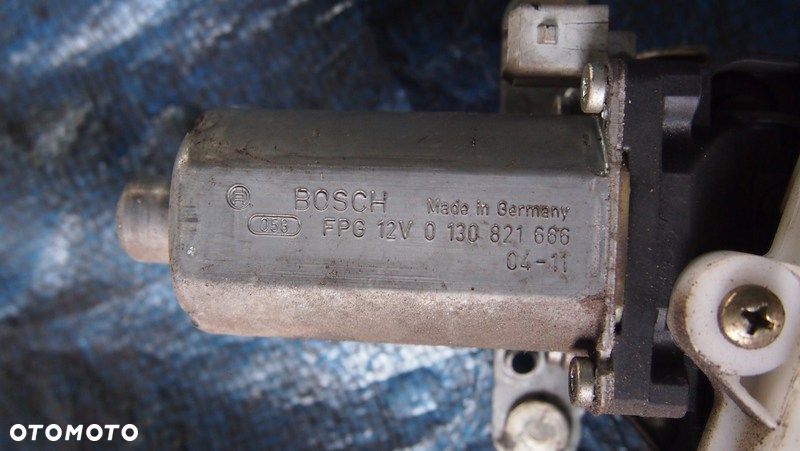 BOSCH Made in Germany
056 FPG 12V 0 130 821 666
04-11
OTOMOTO